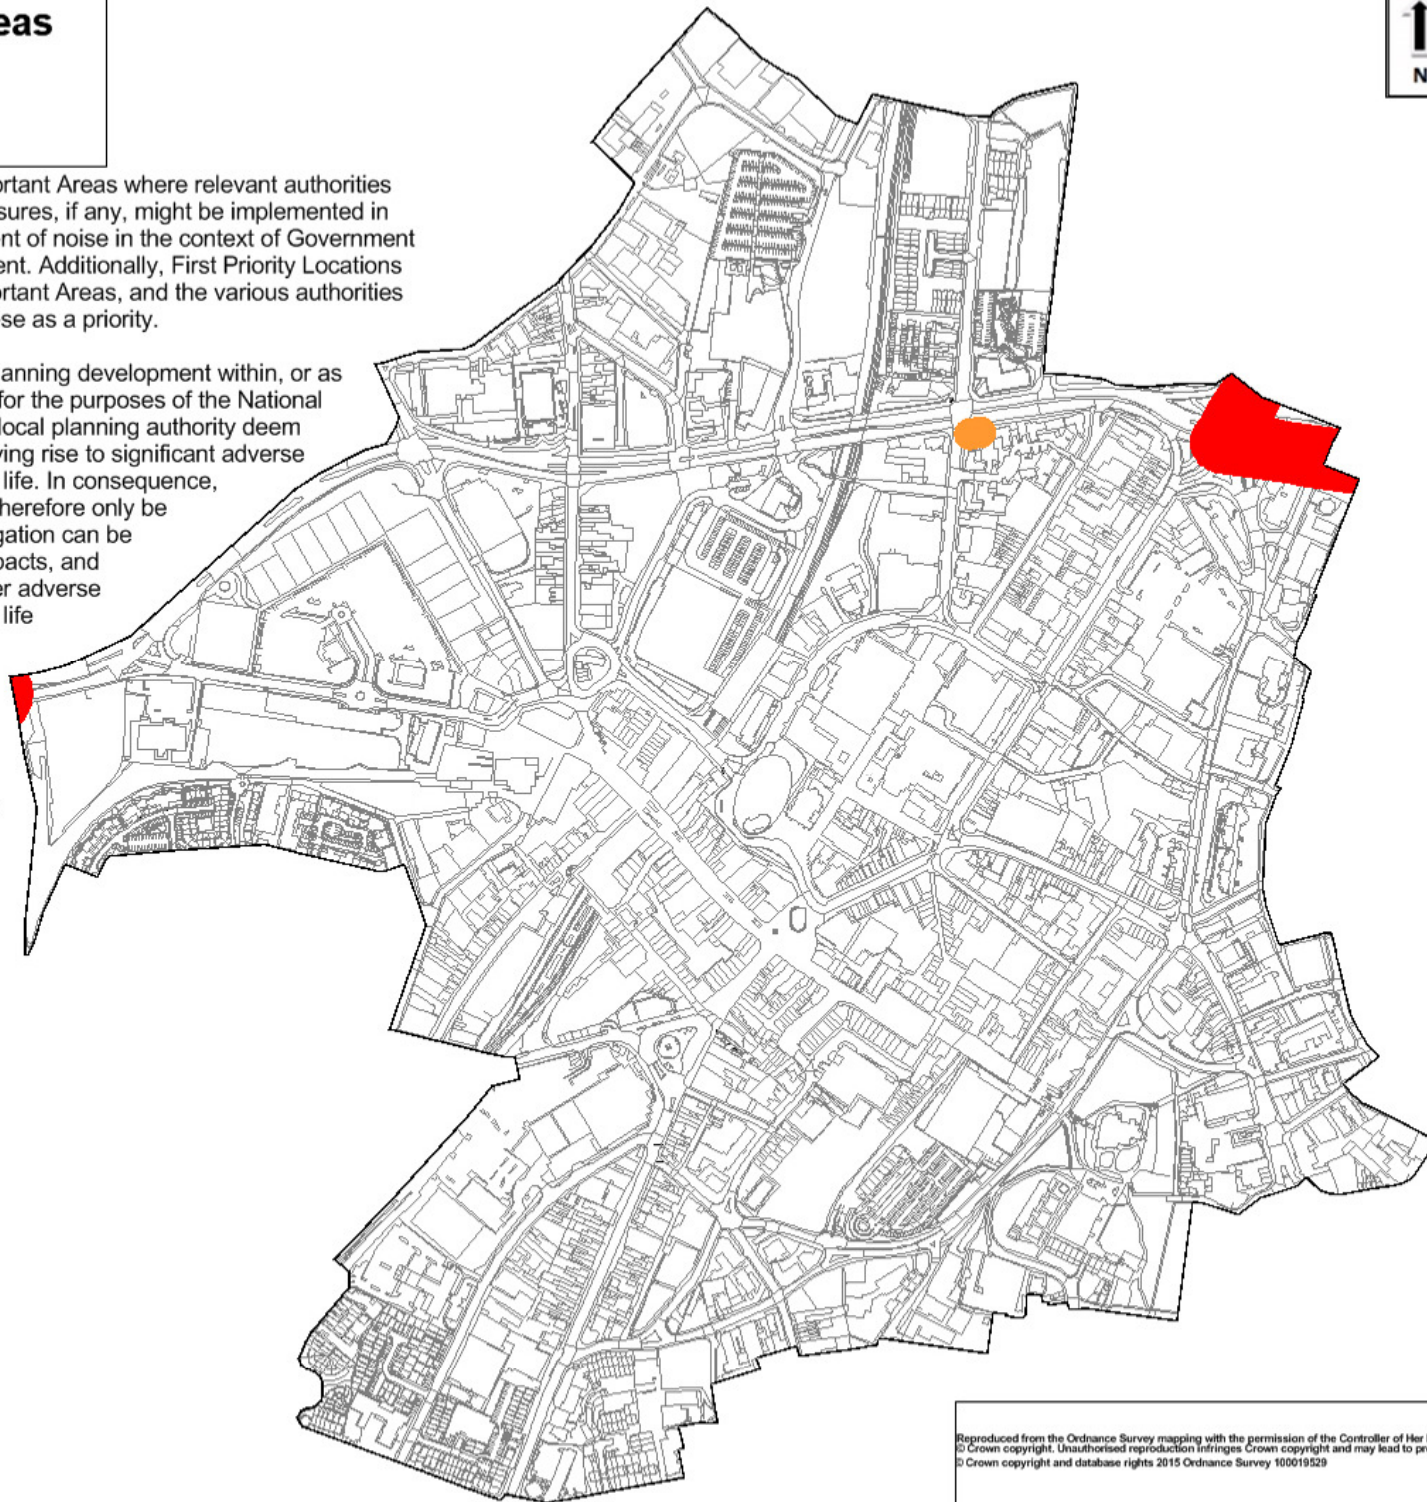 eas
N
ortant Areas where relevant authorities
sures, if any, might be implemented in
ent of noise in the context of Government
ent. Additionally, First Priority Locations
ortant Areas, and the various authorities
se as a priority.
anning development within, or as
for the purposes of the National
local planning authority deem
ving rise to significant adverse
life. In consequence,
herefore only be
gation can be
pacts, and
er adverse
life
Reproduced from the Ordnance Survey mapping with the permission of the Controller of Her
© Crown copyright. Unauthorised reproduction infringes Crown copyright and may lead to pr
© Crown copyright and database rights 2015 Ordnance Survey 100019529